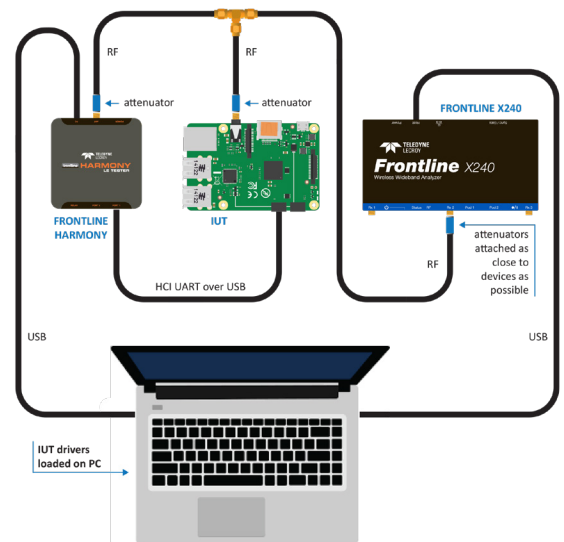 RF
RF
attenuator
attenuator
FRONTLINE X240
TELEDYNE
LECROY
HARMONY
LE TESTER
TELEDYNE
LECROY
Frontline X240
Wireless Wideband Analyzer
FRONTLINE
HARMONY
IUT
attenuators
attached as
close to
devices as
possible
RF
HCI UART over USB
USB
USB
IUT drivers
loaded on PC